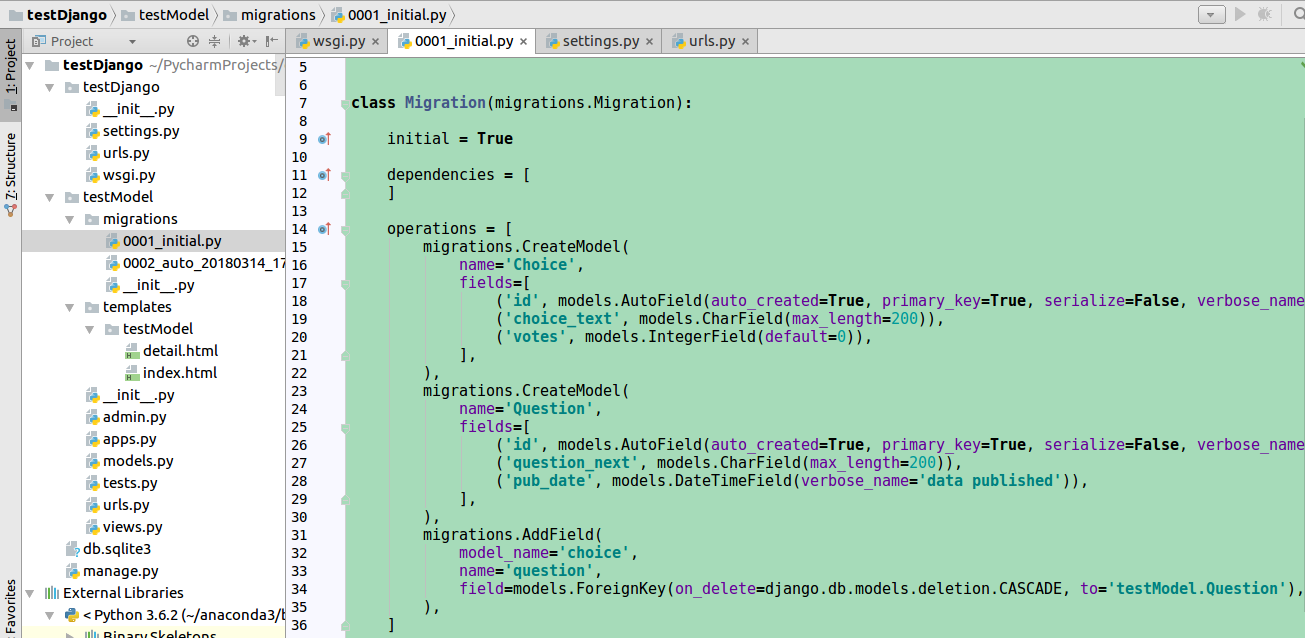 testDjango testModel migrations 0001_initial.py
Project
wsgi.py × 0001_initial.py × settings.py × urls.py ×
1: Project
7: Structure
Favorites
testDjango ~/PycharmProjects/
testDjango
__init__.py
settings.py
urls.py
wsgi.py
testModel
migrations
0001_initial.py
0002_auto_20180314_17
__init__.py
templates
testModel
detail.html
index.html
__init__.py
admin.py
apps.py
models.py
tests.py
urls.py
views.py
db.sqlite3
manage.py
External Libraries
< Python 3.6.2 (~/anaconda3/b
Binary Skeletons
5
6
7 class Migration(migrations.Migration):
8
9 initial = True
10
11 dependencies = [
12 ]
13
14 operations = [
15 migrations.CreateModel(
16 name='Choice',
17 fields=[
18 ('id', models.AutoField(auto_created=True, primary_key=True, serialize=False, verbose_name
19 ('choice_text', models.CharField(max_length=200)),
20 ('votes', models.IntegerField(default=0)),
21 ],
22 ),
23 migrations.CreateModel(
24 name='Question',
25 fields=[
26 ('id', models.AutoField(auto_created=True, primary_key=True, serialize=False, verbose_name
27 ('question_next', models.CharField(max_length=200)),
28 ('pub_date', models.DateTimeField(verbose_name='data published')),
29 ],
30 ),
31 migrations.AddField(
32 model_name='choice',
33 name='question',
34 field=models.ForeignKey(on_delete=django.db.models.deletion.CASCADE, to='testModel.Question'),
35 ),
36 ]